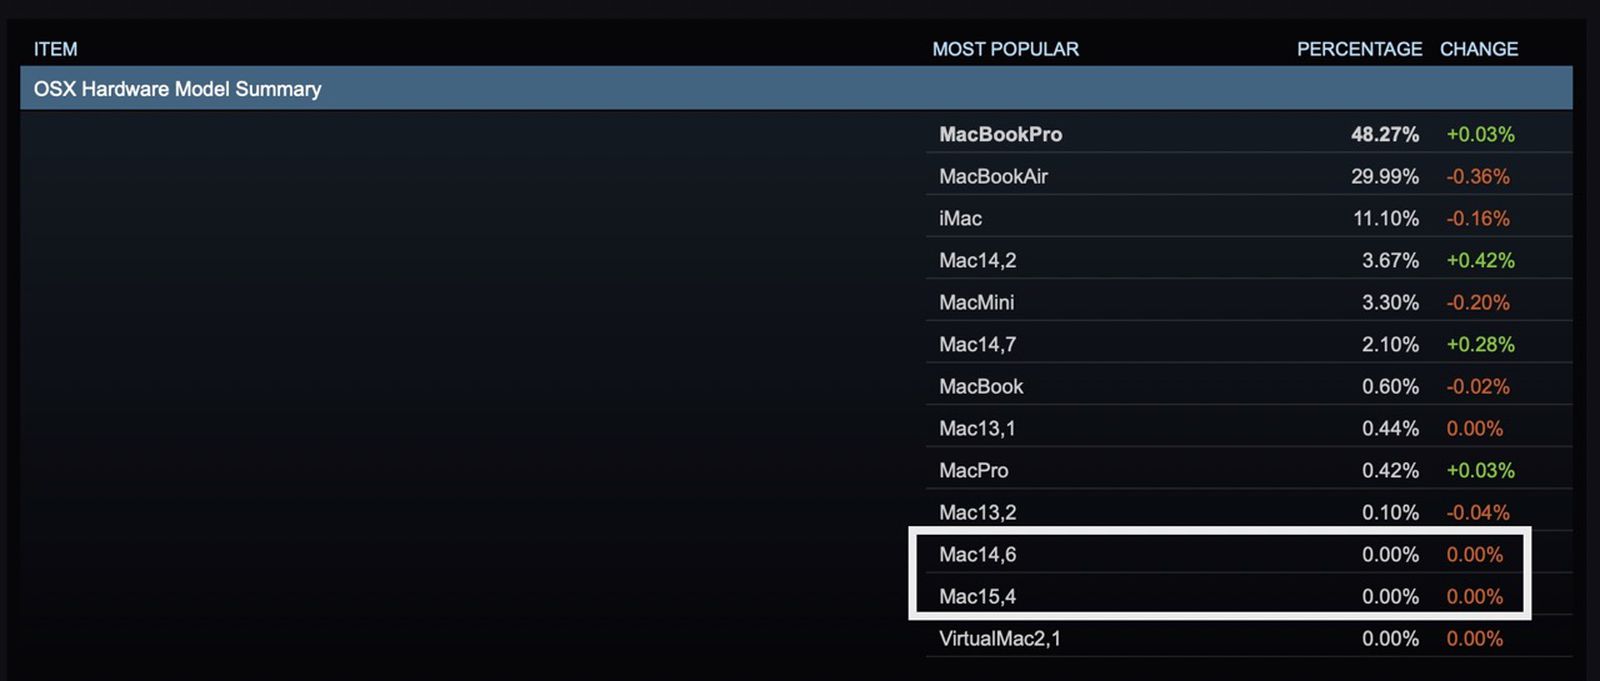 ITEM MOST POPULAR PERCENTAGE CHANGE
OSX Hardware Model Summary
MacBookPro 48.27% +0.03%
MacBookAir 29.99% -0.36%
iMac 11.10% -0.16%
Mac14,2 3.67% +0.42%
MacMini 3.30% -0.20%
Mac14,7 2.10% +0.28%
MacBook 0.60% -0.02%
Mac13,1 0.44% 0.00%
MacPro 0.42% +0.03%
Mac13,2 0.10% -0.04%
Mac14,6 0.00% 0.00%
Mac15,4 0.00% 0.00%
VirtualMac2,1 0.00% 0.00%